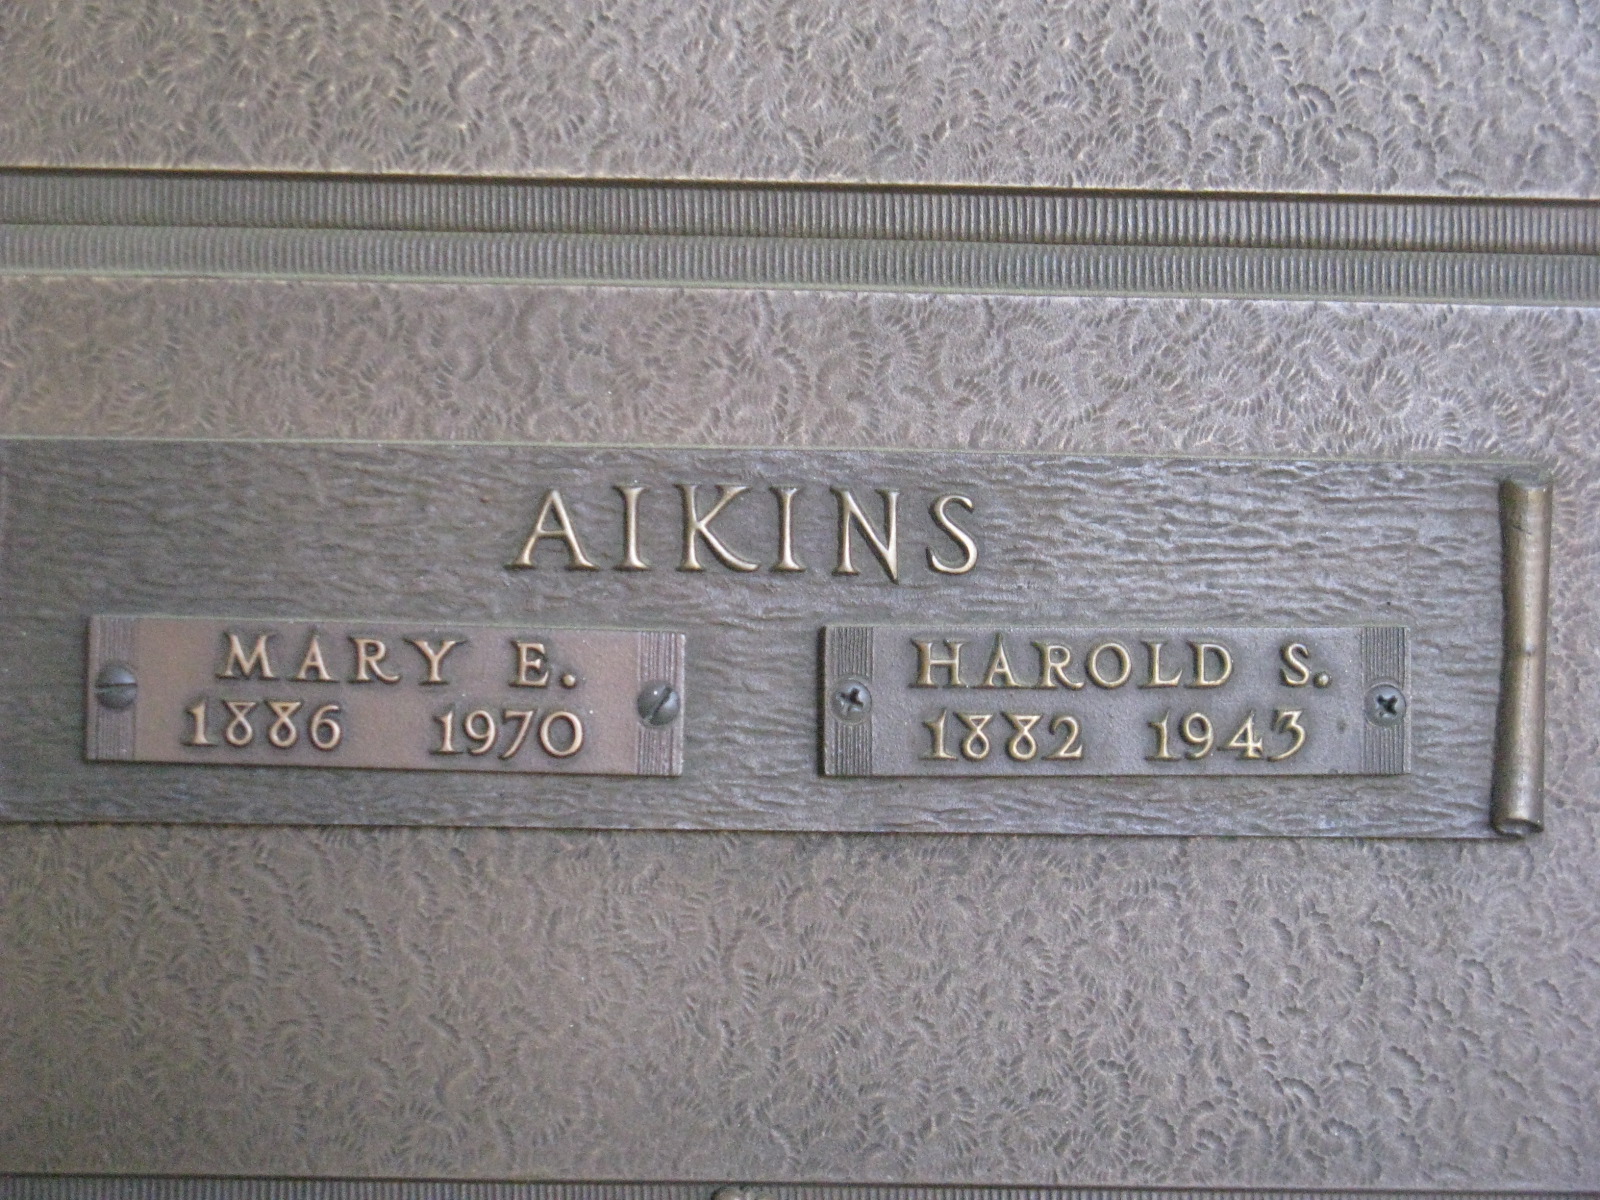 AIKINS
MARY E.
1886 1970
HAROLD S.
1882 1943